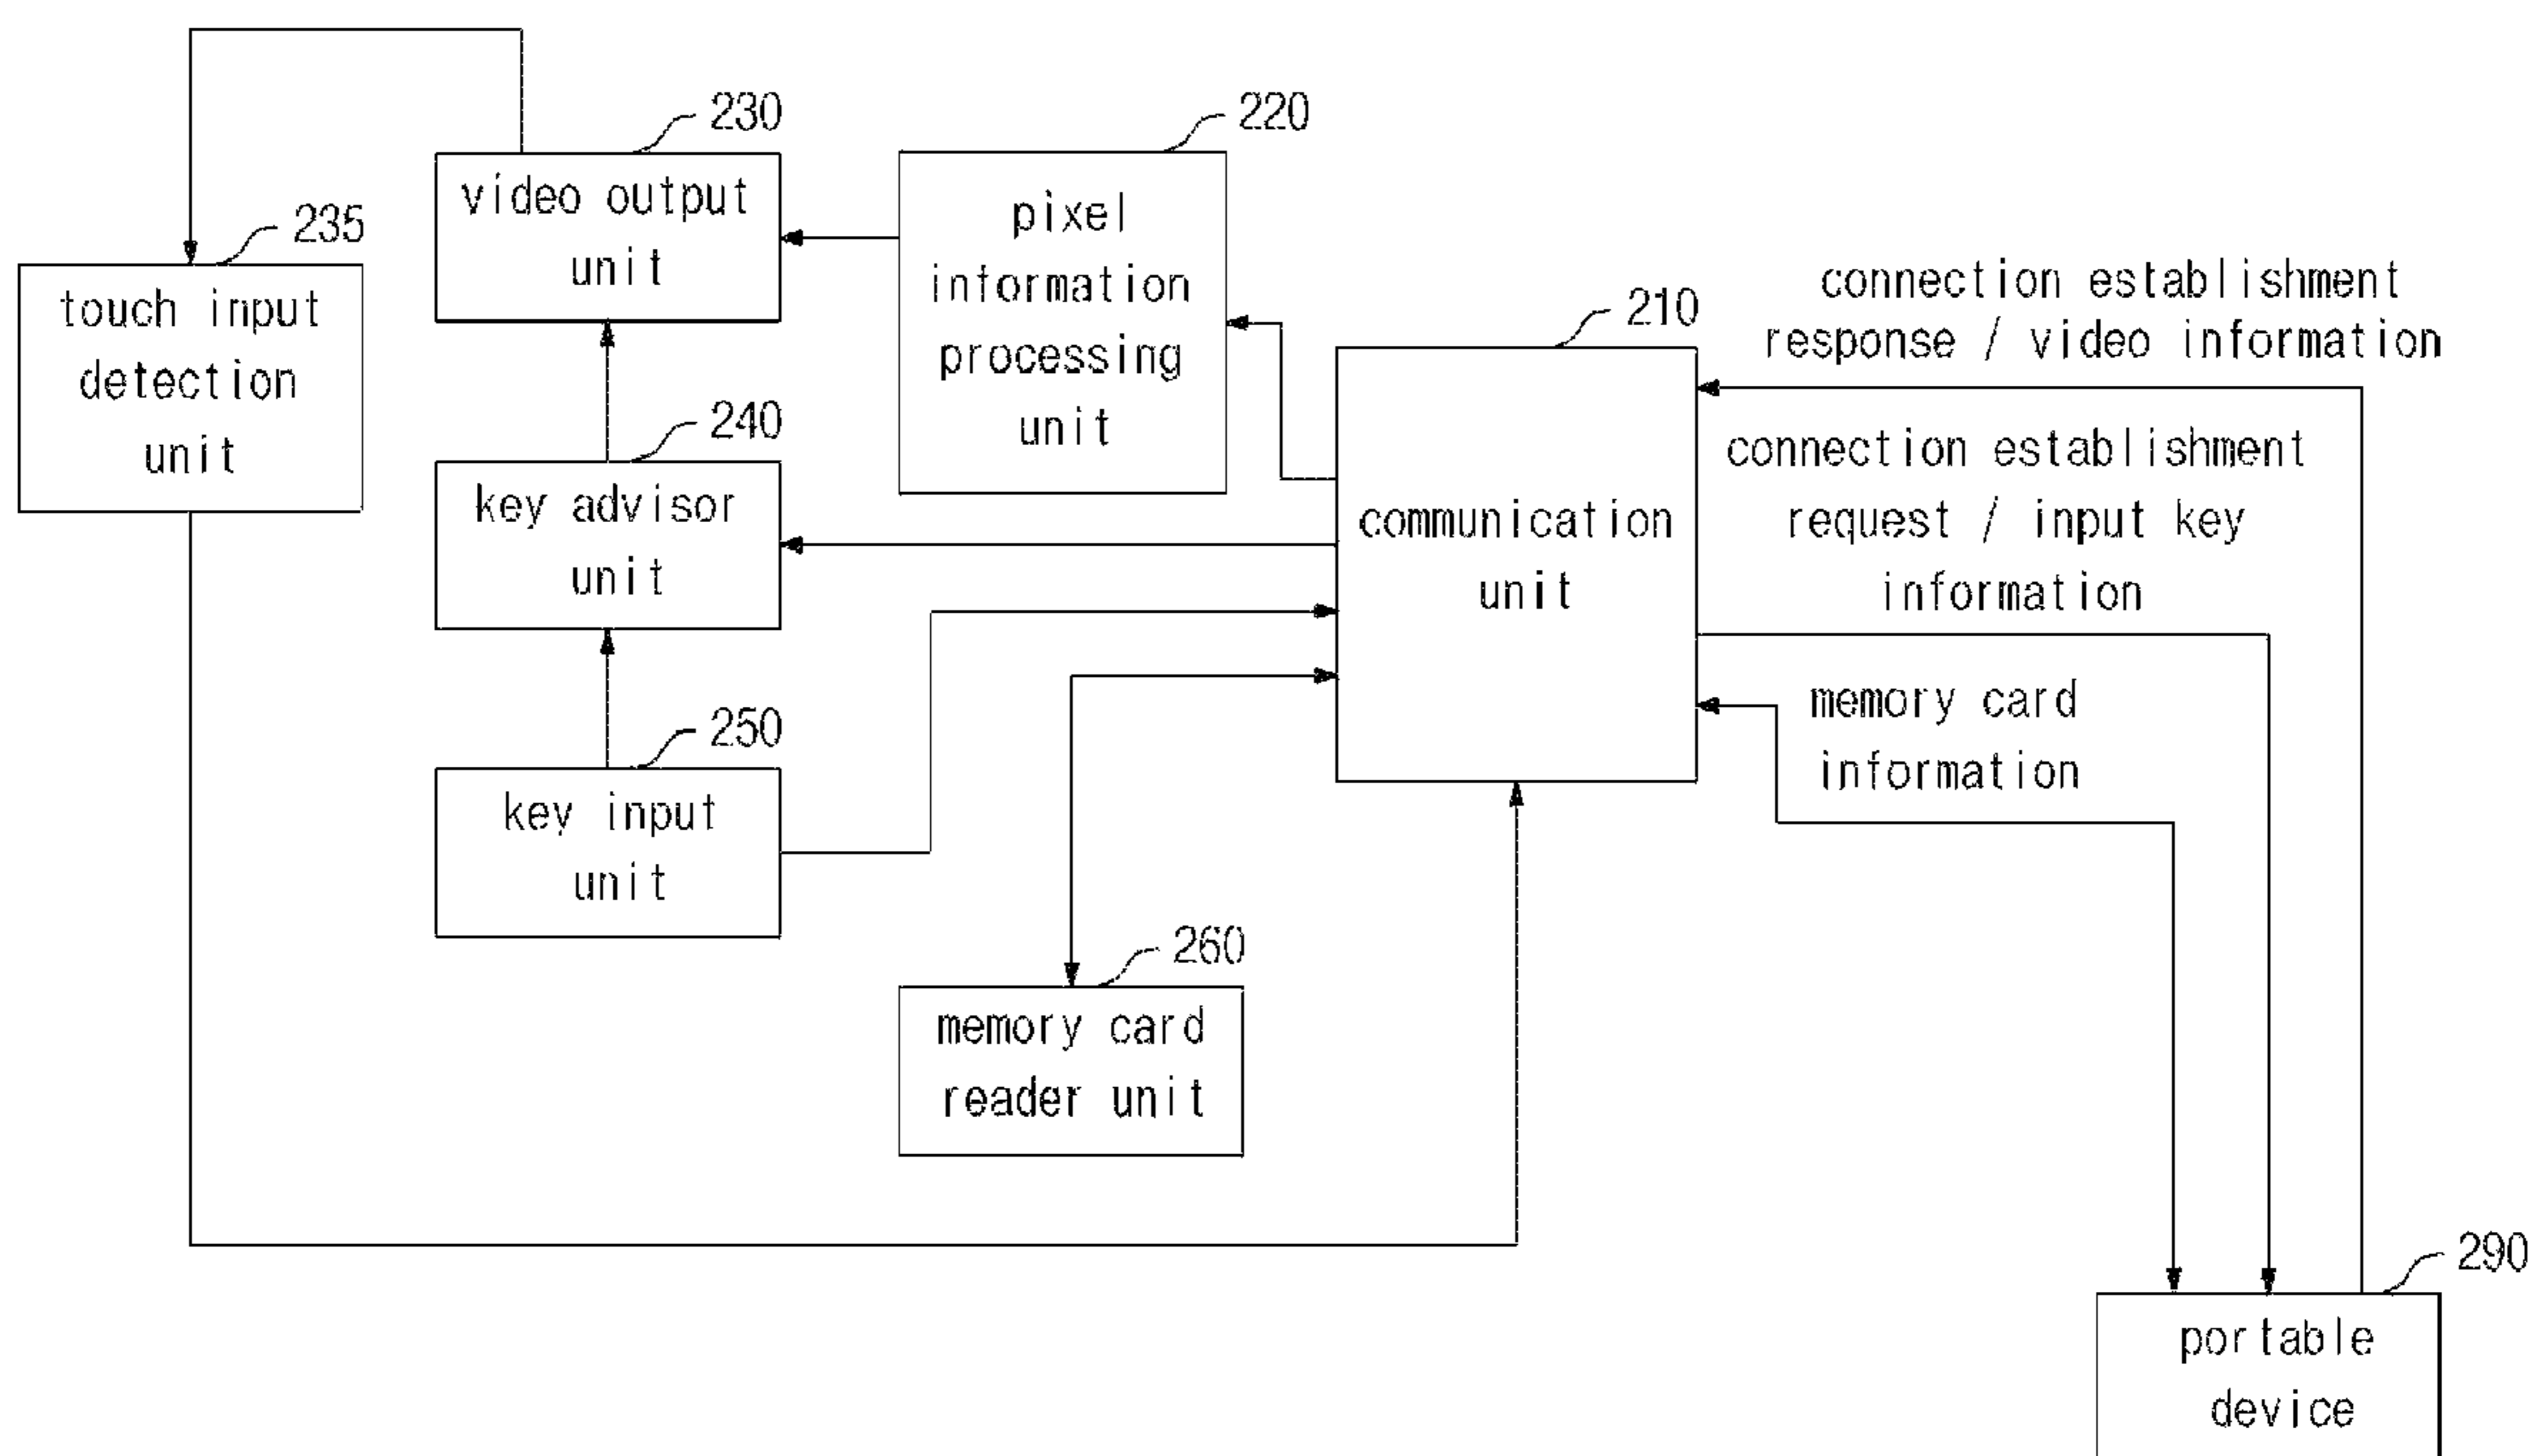 230
video output
unit
220
pixel
information
processing
unit
235
touch input
detection
unit
210
communication
unit
connection establishment
response / video information
connection establishment
request / input key
information
memory card
information
240
key advisor
unit
250
key input
unit
260
memory card
reader unit
290
portable
device